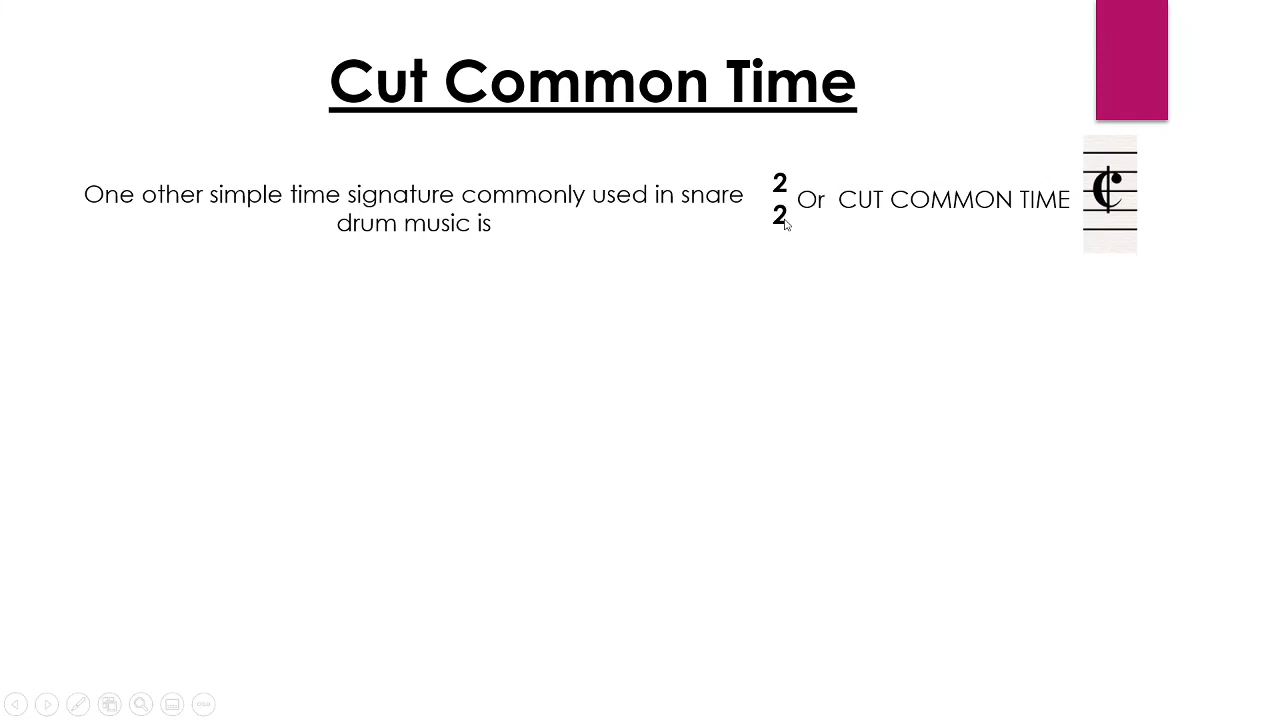 Cut Common Time
One other simple time signature commonly used in snare
drum music is
2
2
Or CUT COMMON TIME